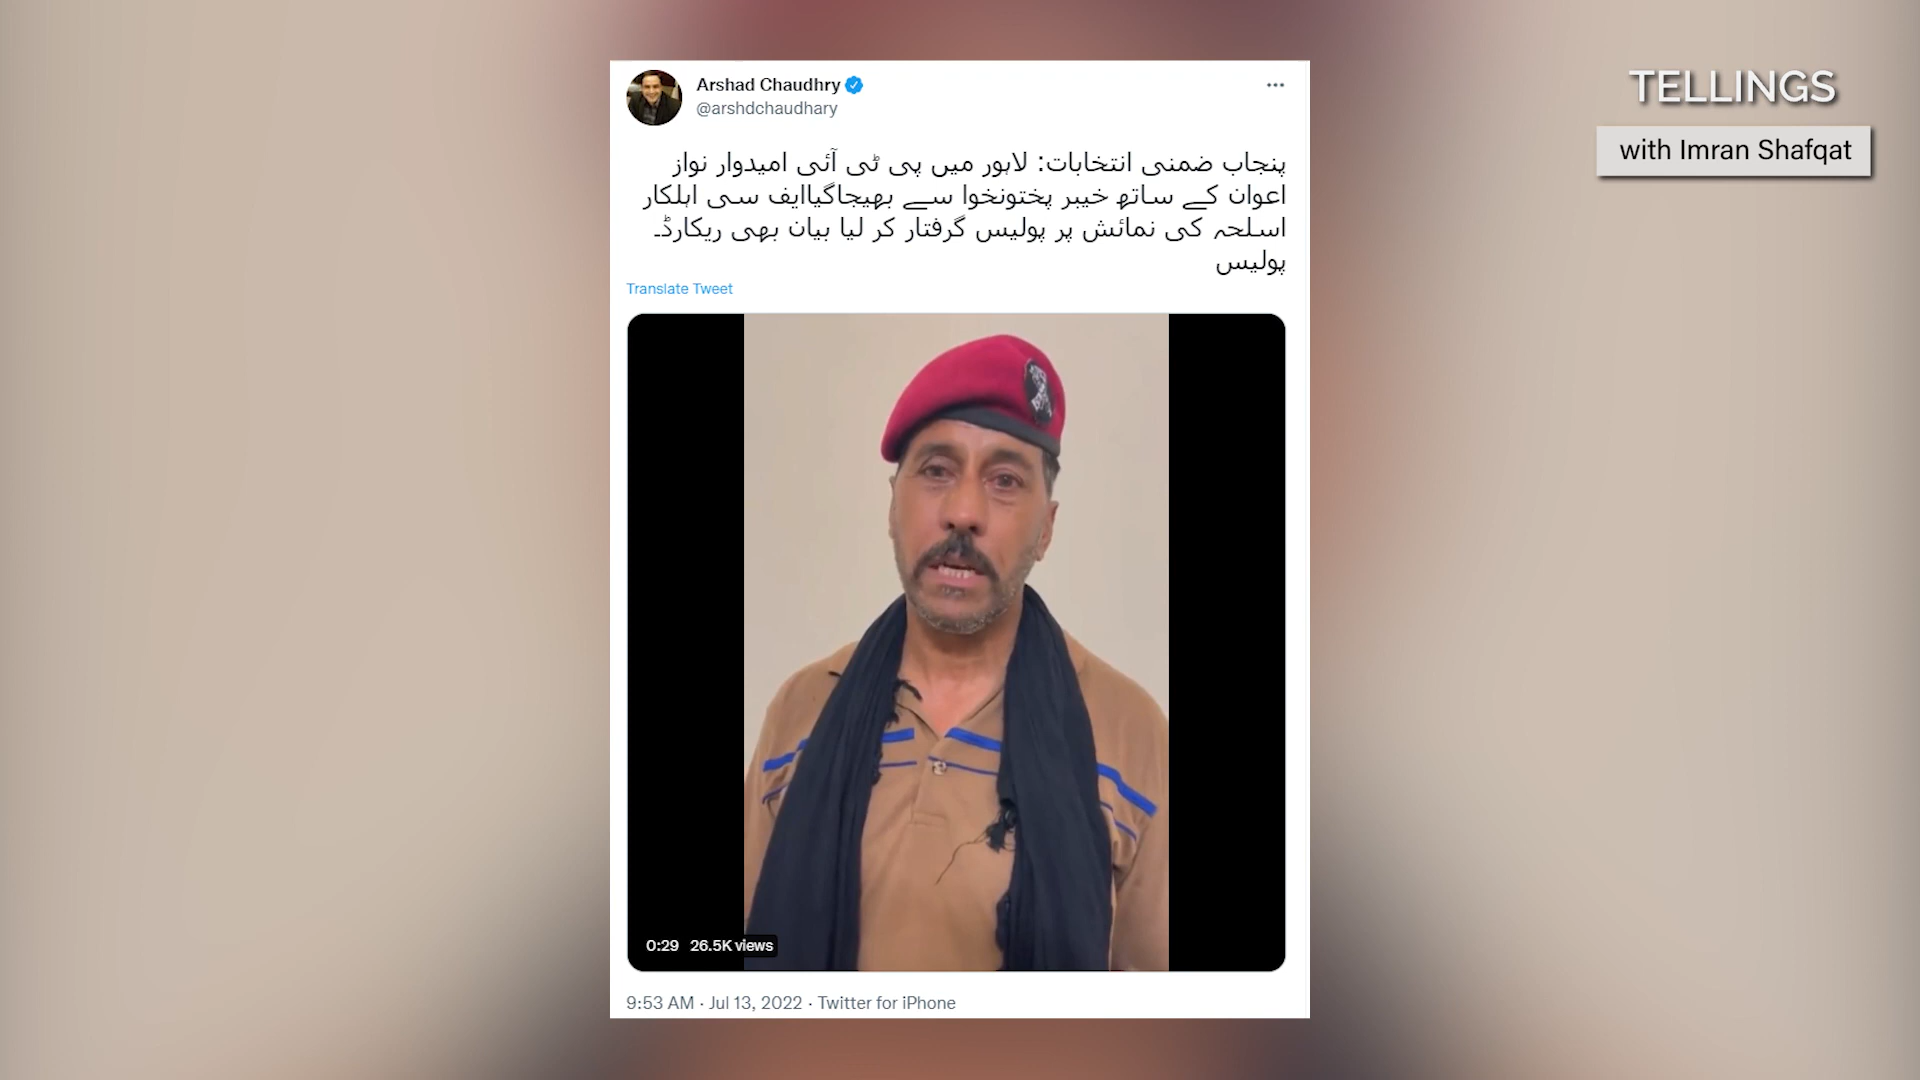 Arshad Chaudhry
@arshdchaudhary
پنجاب ضمنی انتخابات: لاہور میں پی ٹی آئی امیدوار نواز
اعوان کے ساتھ خیبر پختونخوا سے بھیجاگیاایف سی اہلکار
اسلحہ کی نمائش پر پولیس گرفتار کر لیا بیان بھی ریکارڈ۔
پولیس
Translate Tweet
0:29 26.5K views
9:53 AM · Jul 13, 2022 · Twitter for iPhone
TELLINGS
with Imran Shafqat